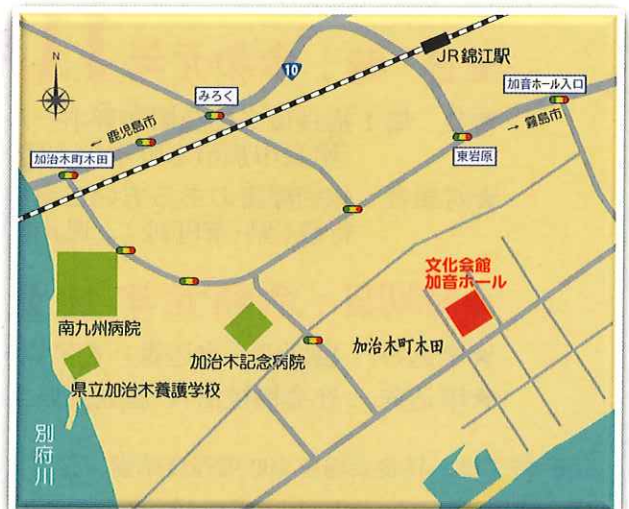 N
10
JR錦江駅
加音ホール入口
みろく
← 鹿児島市
→ 霧島市
東岩原
加治木町木田
文化会館
加音ホール
南九州病院
加治木記念病院
加治木町木田
県立加治木養護学校
別府川